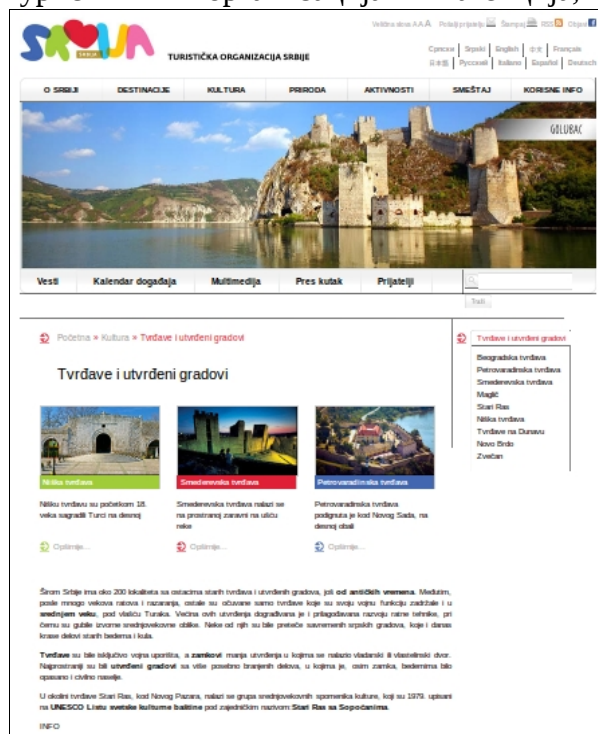 Veličina slova A A A Pošalji prijatelju Štampaj RSS Objavi
SRBIJA
TURISTIČKA ORGANIZACIJA SRBIJE
Српски Srpski English 中文 Français
日本語 Русский Italiano Español Deutsch
O SRBIJI DESTINACIJE KULTURA PRIRODA AKTIVNOSTI SMEŠTAJ KORISNE INFO
GOLUBAC
Vesti Kalendar događaja Multimedija Pres kutak Prijatelji
Traži
Početna » Kultura » Tvrđave i utvrđeni gradovi
Tvrđave i utvrđeni gradovi
Niška tvrđava
Nišku tvrđavu su početkom 18.
veka sagradili Turci na desnoj
Opširnije...
Smederevska tvrđava
Smederevska tvrđava nalazi se
na prostranoj zaravni na ušću
reke
Opširnije...
Petrovaradinska tvrđava
Petrovaradinska tvrđava
podignuta je kod Novog Sada, na
desnoj obali
Opširnije...
Širom Srbije ima oko 200 lokaliteta sa ostacima starih tvrđava i utvrđenih gradova, još od antičkih vremena. Međutim,
posle mnogo vekova ratova i razaranja, ostale su očuvane samo tvrđave koje su svoju vojnu funkciju zadržale i u
srednjem veku, pod vlašću Turaka. Većina ovih utvrđenja dograđivana je i prilagođavana razvoju ratne tehnike, pri
čemu su gubile izvorne srednjovekovne oblike. Neke od njih su bile preteče savremenih srpskih gradova, koje i danas
krase delovi starih bedema i kula.
Tvrđave su bile isključivo vojna uporišta, a zamkovi manja utvrđenja u kojima se nalazio vladarski ili vlastelinski dvor.
Najprostraniji su bili utvrđeni gradovi sa više posebno branjenih delova, u kojima je, osim zamka, bedemima bilo
opasano i civilno naselje.
U okolini tvrđave Stari Ras, kod Novog Pazara, nalazi se grupa srednjovekovnih spomenika kulture, koji su 1979. upisani
na UNESCO Listu svetske kulturne baštine pod zajedničkim nazivom Stari Ras sa Sopoćanima.
INFO
Tvrđave i utvrđeni gradovi
Beogradska tvrđava
Petrovaradinska tvrđava
Smederevska tvrđava
Maglič
Stari Ras
Niška tvrđava
Tvrđave na Dunavu
Novo Brdo
Zvečan